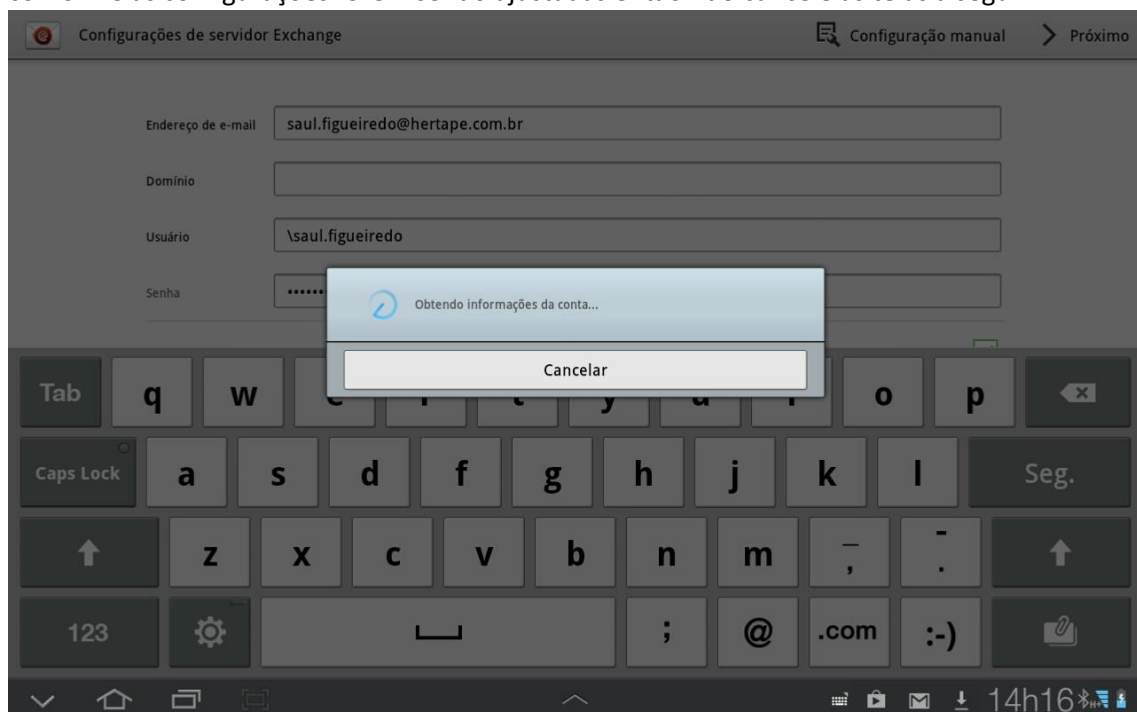 Configurações de servidor Exchange
Configuração manual
Próximo
Endereço de e-mail
saul.figueiredo@hertape.com.br
Domínio
Usuário
\saul.figueiredo
Senha
••••••
Obtendo informações da conta...
Cancelar
Tab q w o p
Caps Lock a s d f g h j k l Seg.
z x c v b n m _ , - .
123 ; @ .com :-)
14h16